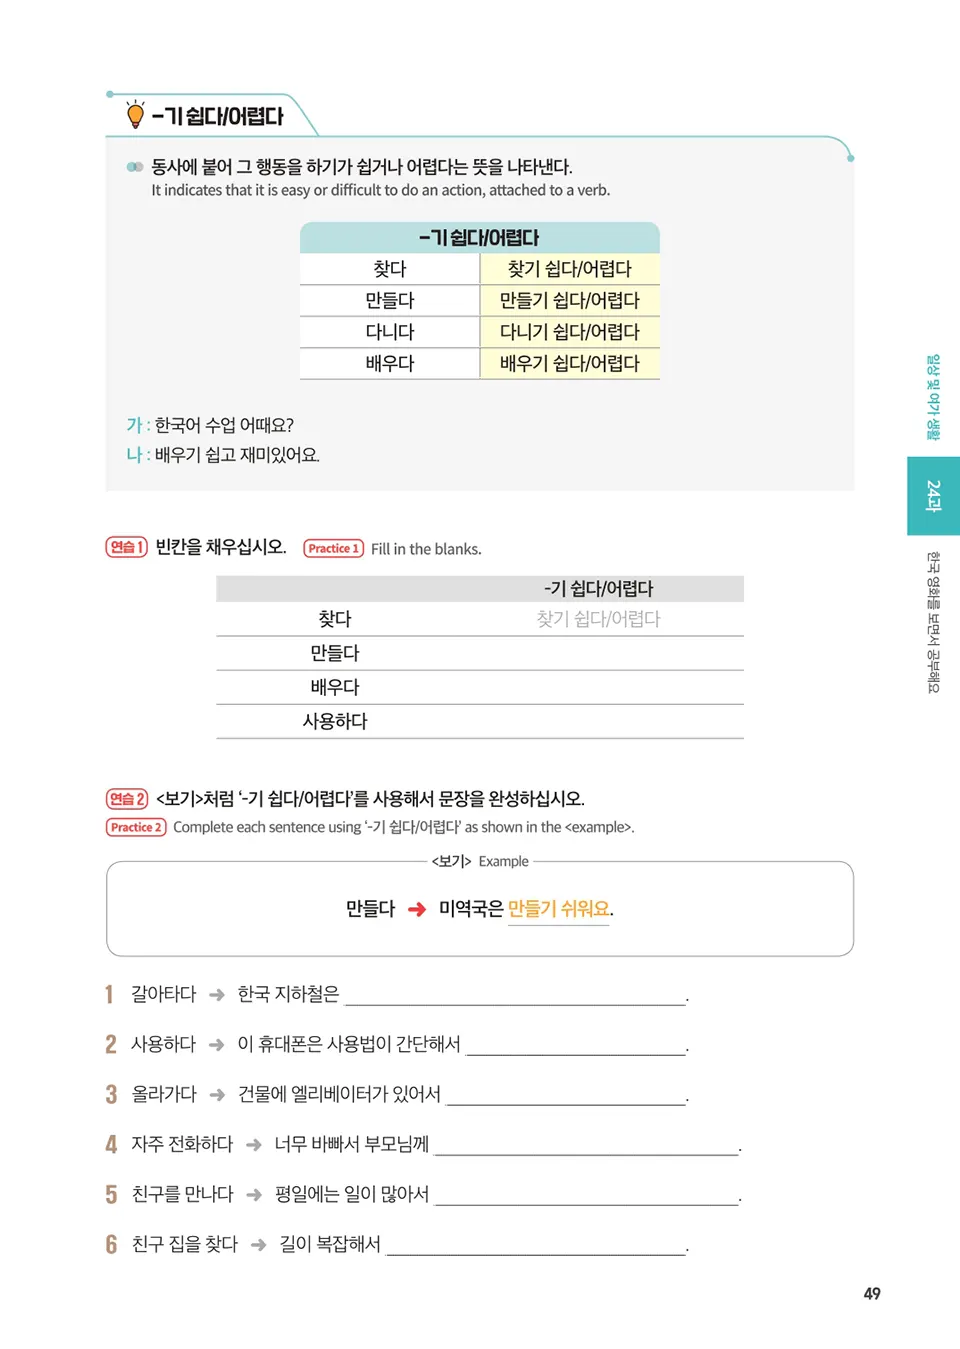 -기 쉽다/어렵다
동사에 붙어 그 행동을 하기가 쉽거나 어렵다는 뜻을 나타낸다.
It indicates that it is easy or difficult to do an action, attached to a verb.
-기 쉽다/어렵다
찾다 찾기 쉽다/어렵다
만들다 만들기 쉽다/어렵다
다니다 다니기 쉽다/어렵다
배우다 배우기 쉽다/어렵다
가 : 한국어 수업 어때요?
나 : 배우기 쉽고 재미있어요.
연습 1 빈칸을 채우십시오. Practice 1 Fill in the blanks.
-기 쉽다/어렵다
찾다 찾기 쉽다/어렵다
만들다
배우다
사용하다
연습 2 <보기>처럼 ‘-기 쉽다/어렵다’를 사용해서 문장을 완성하십시오.
Practice 2 Complete each sentence using ‘-기 쉽다/어렵다’ as shown in the <example>.
<보기> Example
만들다 ➜ 미역국은 만들기 쉬워요.
1 갈아타다 ➜ 한국 지하철은 ______.
2 사용하다 ➜ 이 휴대폰은 사용법이 간단해서 ______.
3 올라가다 ➜ 건물에 엘리베이터가 있어서 ______.
4 자주 전화하다 ➜ 너무 바빠서 부모님께 ______.
5 친구를 만나다 ➜ 평일에는 일이 많아서 ______.
6 친구 집을 찾다 ➜ 길이 복잡해서 ______.
일상 및 여가 생활
24과
한국 영화를 보면서 공부해요
49